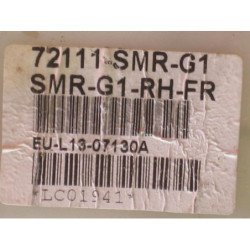 72111-SMR-G1
SMR-G1-RH-FR
EU-L13-07130A
*LC01941*